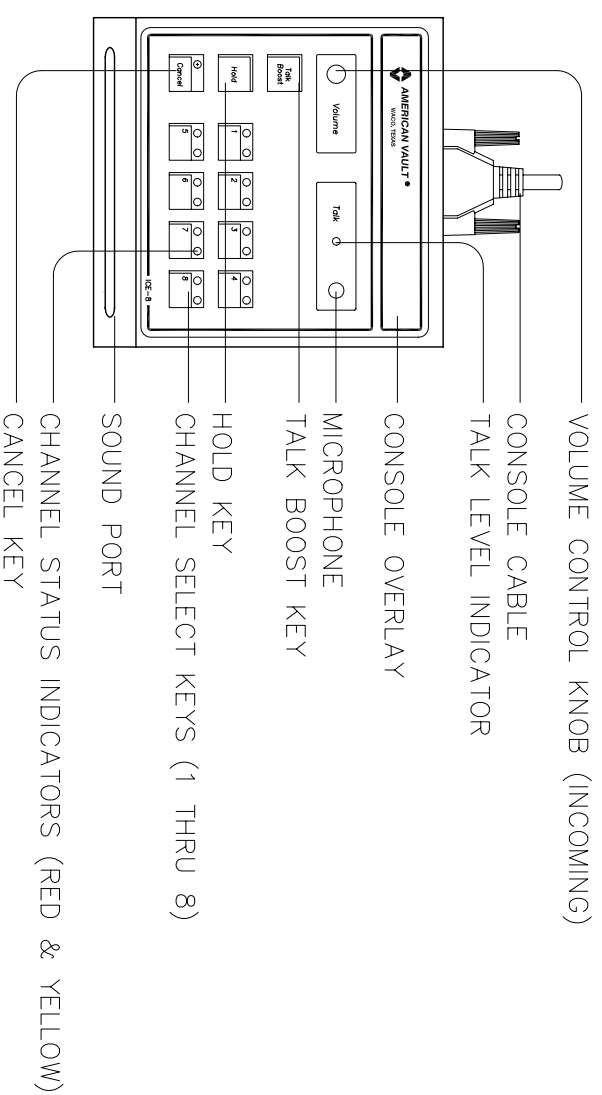 AMERICAN VAULT ®
WACO, TEXAS
Volume
Talk
Talk
Boost
Hold
1
2
3
4
Cancel
5
6
7
8
ICE-8
VOLUME CONTROL KNOB (INCOMING)
CONSOLE CABLE
TALK LEVEL INDICATOR
CONSOLE OVERLAY
MICROPHONE
TALK BOOST KEY
HOLD KEY
CHANNEL SELECT KEYS (1 THRU 8)
SOUND PORT
CHANNEL STATUS INDICATORS (RED & YELLOW)
CANCEL KEY